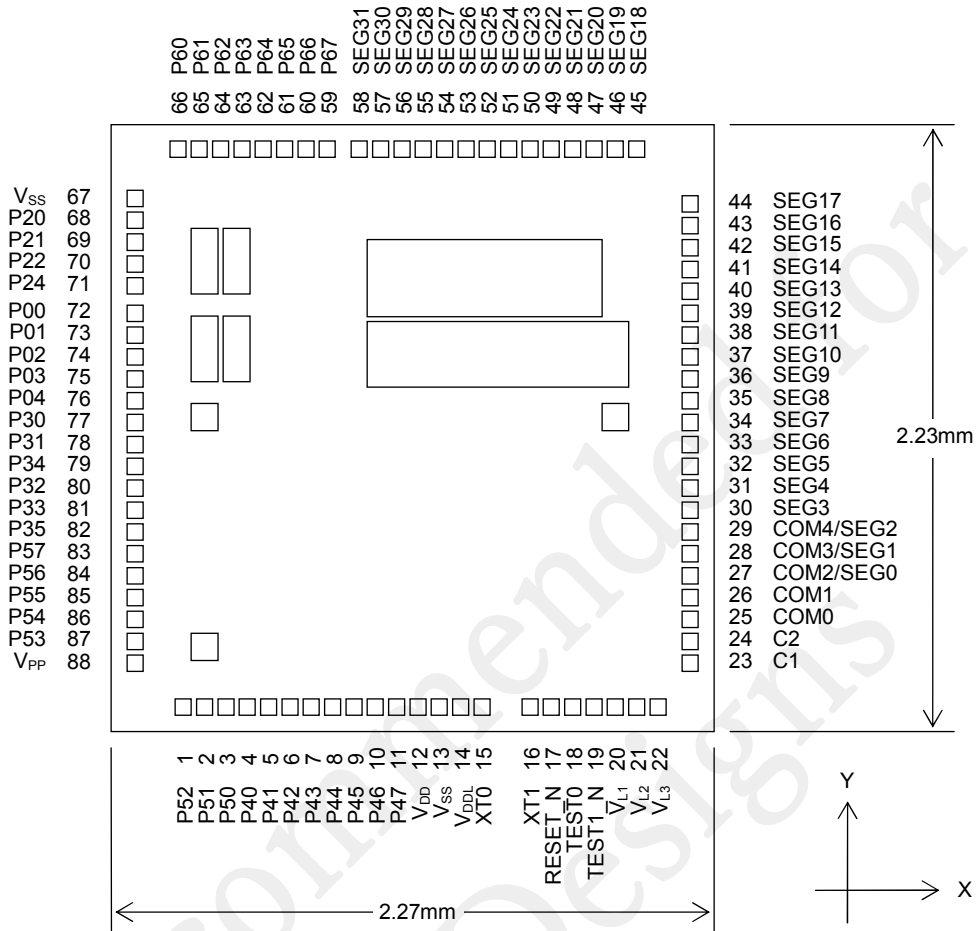 66 P60
65 P61
64 P62
63 P63
62 P64
61 P65
60 P66
59 P67
58 SEG31
57 SEG30
56 SEG29
55 SEG28
54 SEG27
53 SEG26
52 SEG25
51 SEG24
50 SEG23
49 SEG22
48 SEG21
47 SEG20
46 SEG19
45 SEG18
VSS 67
P20 68
P21 69
P22 70
P24 71
P00 72
P01 73
P02 74
P03 75
P04 76
P30 77
P31 78
P34 79
P32 80
P33 81
P35 82
P57 83
P56 84
P55 85
P54 86
P53 87
VPP 88
44 SEG17
43 SEG16
42 SEG15
41 SEG14
40 SEG13
39 SEG12
38 SEG11
37 SEG10
36 SEG9
35 SEG8
34 SEG7
33 SEG6
32 SEG5
31 SEG4
30 SEG3
29 COM4/SEG2
28 COM3/SEG1
27 COM2/SEG0
26 COM1
25 COM0
24 C2
23 C1
2.23mm
P52 1
P51 2
P50 3
P40 4
P41 5
P42 6
P43 7
P44 8
P45 9
P46 10
P47 11
VDD 12
VSS 13
VDDL 14
XT0 15
XT1 16
RESET_N 17
TEST0 18
TEST1_N 19
VL1 20
VL2 21
VL3 22
2.27mm
Y
X
ommended for
Designs